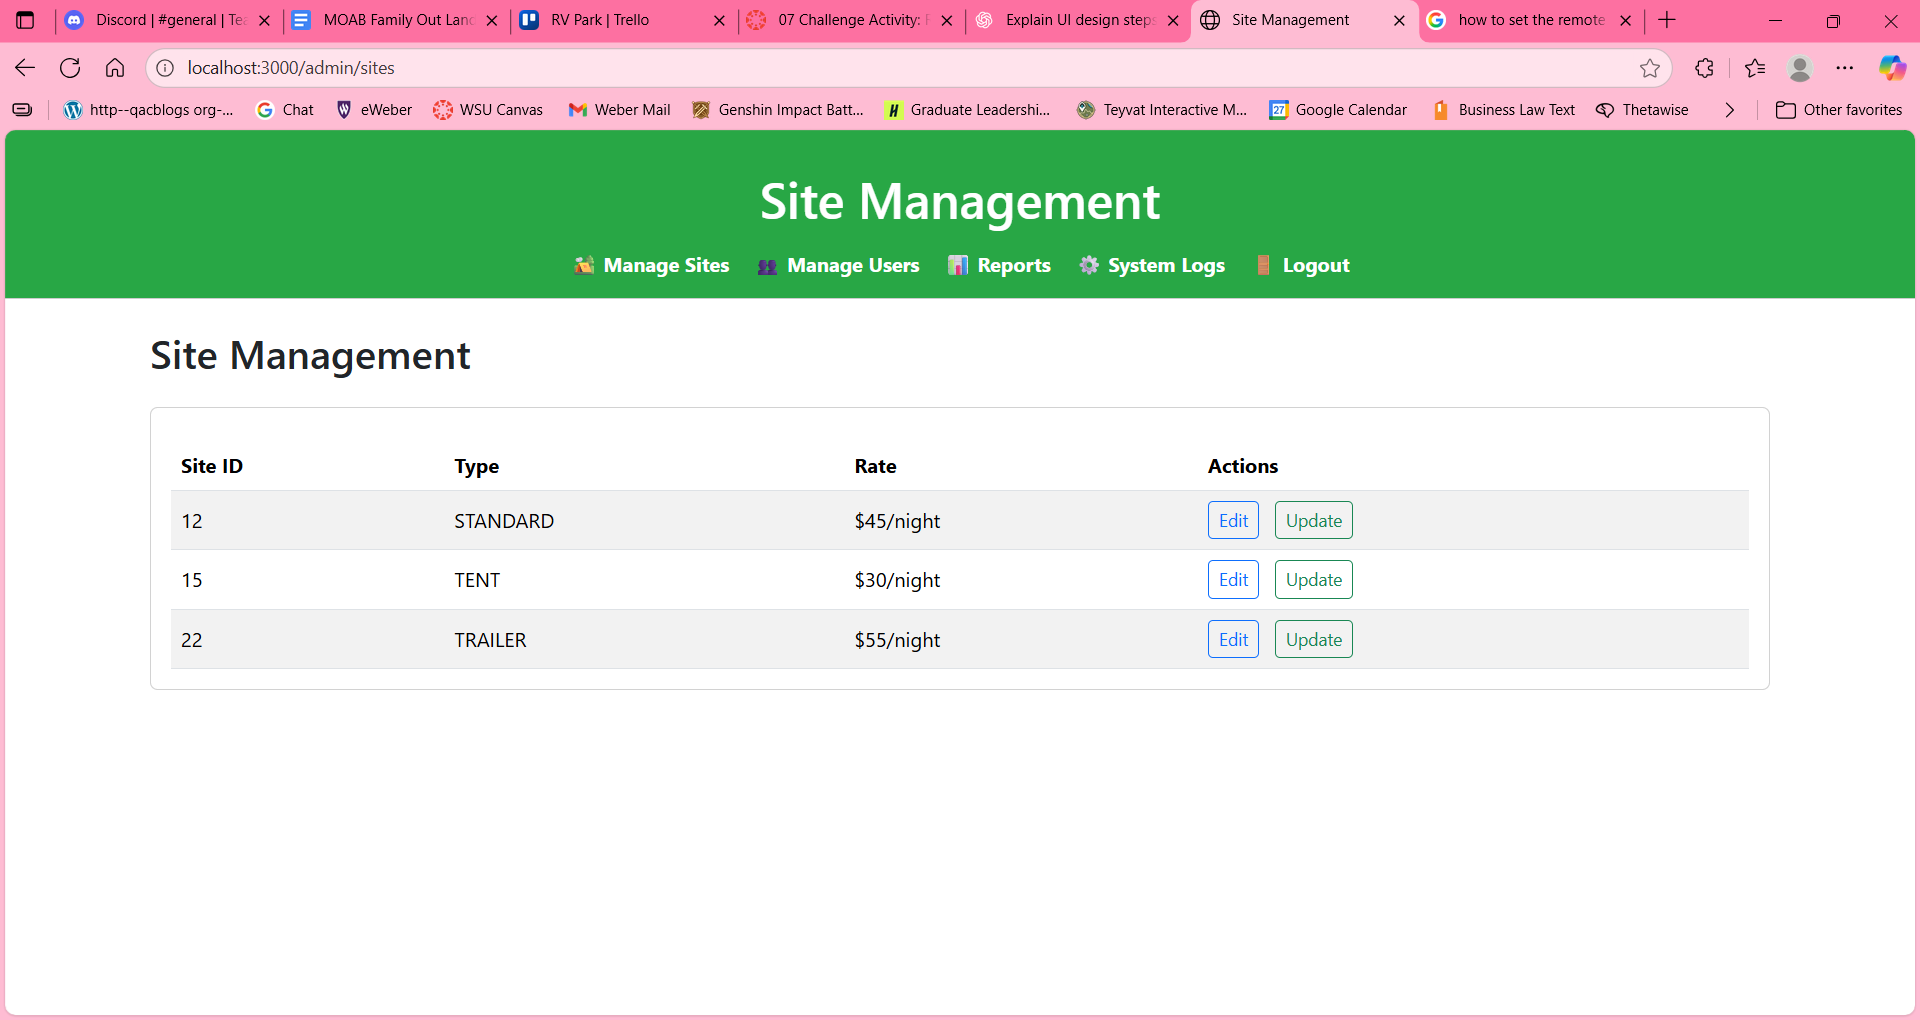 Discord | #general | Tea
MOAB Family Out Lanc
RV Park | Trello
07 Challenge Activity: F
Explain UI design steps
Site Management
how to set the remote
localhost:3000/admin/sites
http--qacblogs org-...
Chat
eWeber
WSU Canvas
Weber Mail
Genshin Impact Batt...
Graduate Leadershi...
Teyvat Interactive M...
27
Google Calendar
Business Law Text
Thetawise
Other favorites
Site Management
Manage Sites
Manage Users
Reports
System Logs
Logout
Site Management
Site ID Type Rate Actions
12 STANDARD $45/night Edit Update
15 TENT $30/night Edit Update
22 TRAILER $55/night Edit Update